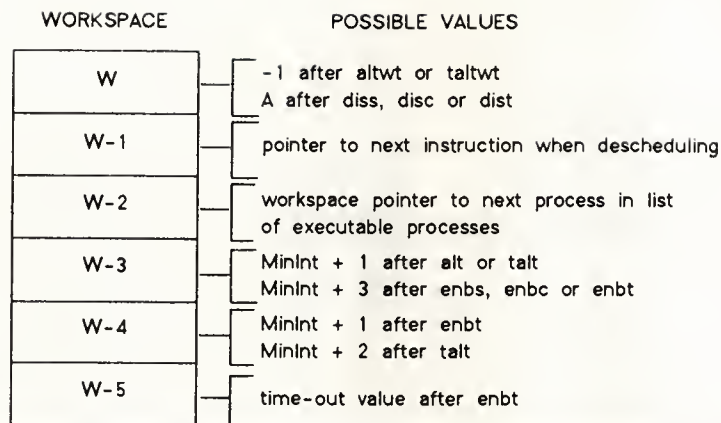 WORKSPACE
POSSIBLE VALUES
W
-1 after altwt or taltwt
A after diss, disc or dist
W-1
pointer to next instruction when descheduling
W-2
workspace pointer to next process in list
of executable processes
W-3
MinInt + 1 after alt or talt
MinInt + 3 after enbs, enbc or enbt
W-4
MinInt + 1 after enbt
MinInt + 2 after talt
W-5
time-out value after enbt